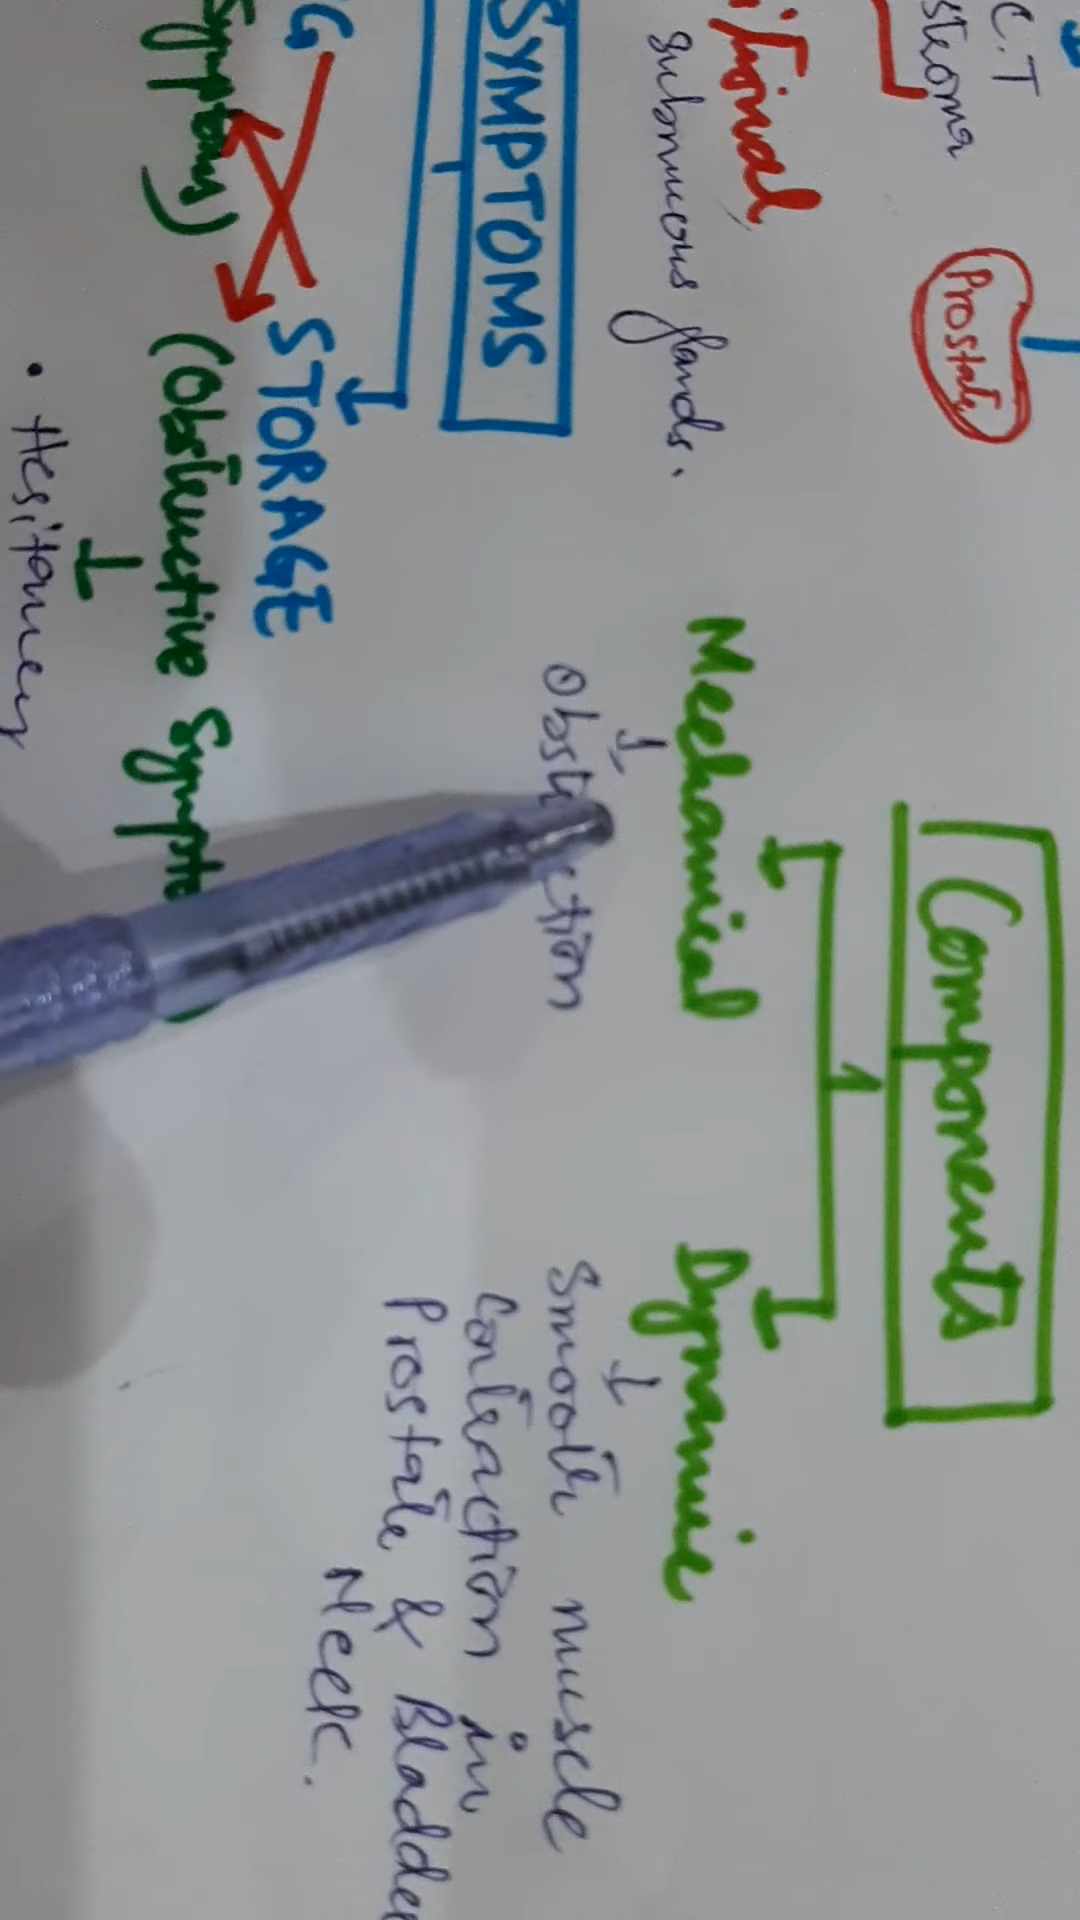 C.T
Prostate
submucous glands.
Components
Mechanical
Dynamic
Obstruction
Smooth muscle
Contraction in
Prostate & Bladder
Neck.
SYMPTOMS
G
STORAGE
Symptoms)
(Obstructive Sympto
• Hesitancy